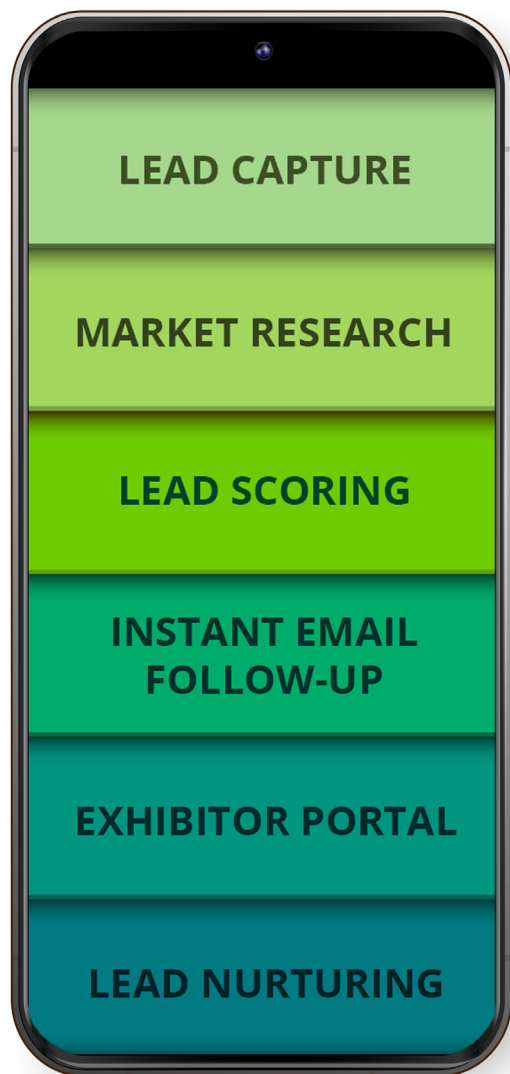 LEAD CAPTURE
MARKET RESEARCH
LEAD SCORING
INSTANT EMAIL
FOLLOW-UP
EXHIBITOR PORTAL
LEAD NURTURING